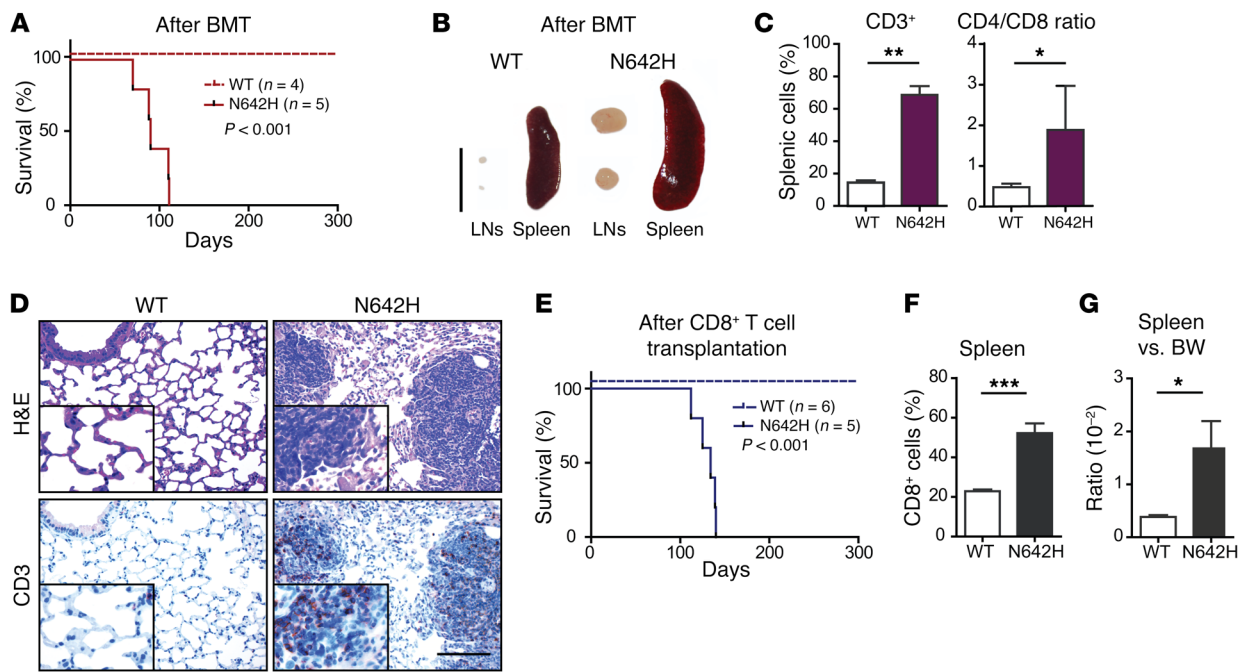 A
After BMT
Survival (%)
100
50
0
0
100
200
300
Days
WT (n = 4)
N642H (n = 5)
P < 0.001
B
After BMT
WT
N642H
LNs
Spleen
LNs
Spleen
C
CD3⁺
Splenic cells (%)
100
80
60
40
20
0
**
WT
N642H
CD4/CD8 ratio
4
3
2
1
0
*
WT
N642H
D
WT
N642H
H&E
CD3
E
After CD8⁺ T cell
transplantation
Survival (%)
100
50
0
0
100
200
300
Days
WT (n = 6)
N642H (n = 5)
P < 0.001
F
Spleen
CD8⁺ cells (%)
80
60
40
20
0
***
WT
N642H
G
Spleen
vs. BW
Ratio (10⁻²)
3
2
1
0
*
WT
N642H